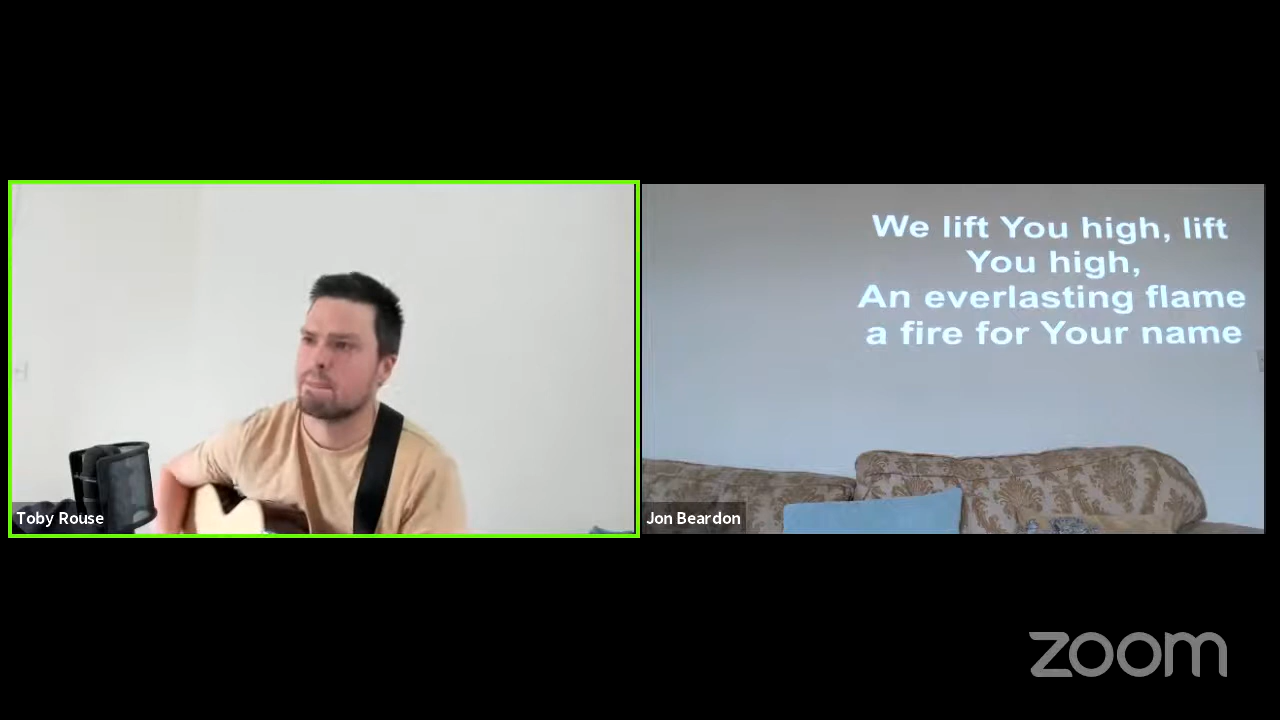 We lift You high, lift
You high,
An everlasting flame
a fire for Your name
Toby Rouse
Jon Beardon
zoom